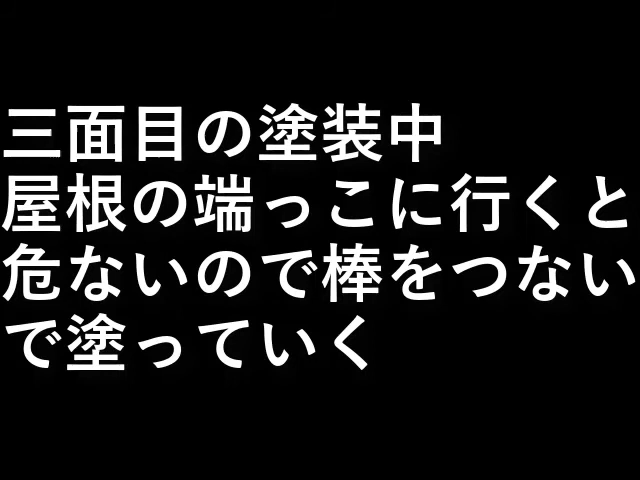 三面目の塗装中
屋根の端っこに行くと
危ないので棒をつない
で塗っていく